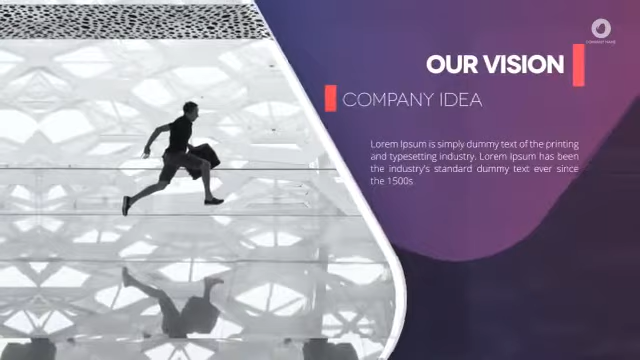 OUR VISION
COMPANY IDEA
Lorem Ipsum is simply dummy text of the printing
and typesetting industry. Lorem Ipsum has been
the industry's standard dummy text ever since
the 1500s